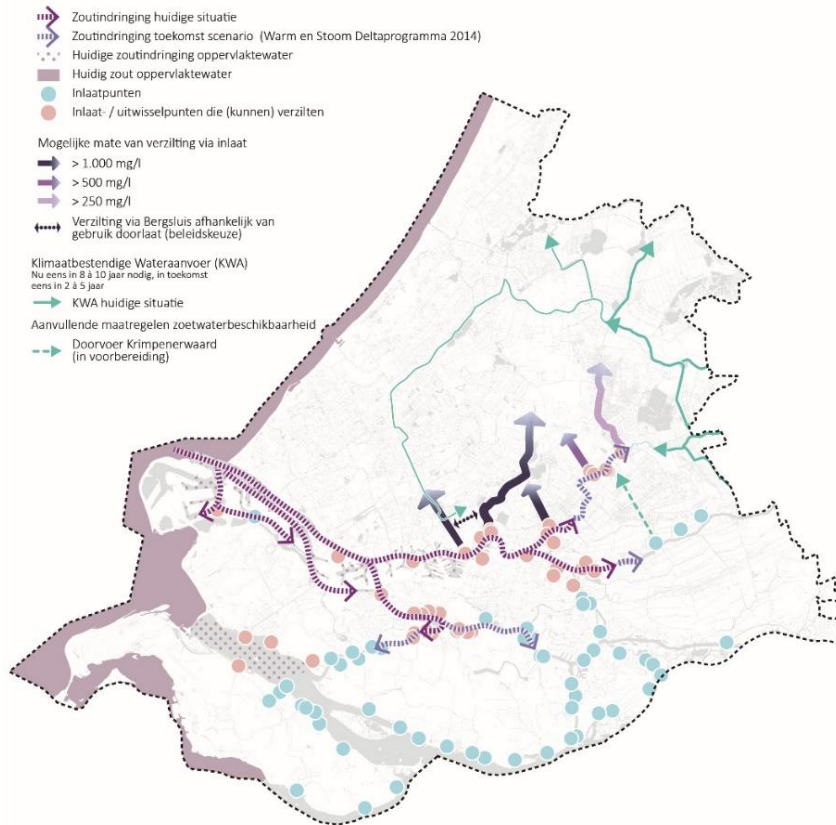 Zoutindringing huidige situatie
Zoutindringing toekomst scenario (Warm en Stoom Deltaprogramma 2014)
Huidige zoutindringing oppervlaktewater
Huidig zout oppervlaktewater
Inlaatpunten
Inlaat- / uitwisselpunten die (kunnen) verzilten
Mogelijke mate van verzilting via inlaat
> 1.000 mg/l
> 500 mg/l
> 250 mg/l
Verzilting via Bergsluis afhankelijk van
gebruik doorlaat (beleidskeuze)
Klimaatbestendige Wateraanvoer (KWA)
Nu eens in 8 à 10 jaar nodig, in toekomst
eens in 2 à 5 jaar
KWA huidige situatie
Aanvullende maatregelen zoetwaterbeschikbaarheid
Doorvoer Krimpenerwaard
(in voorbereiding)